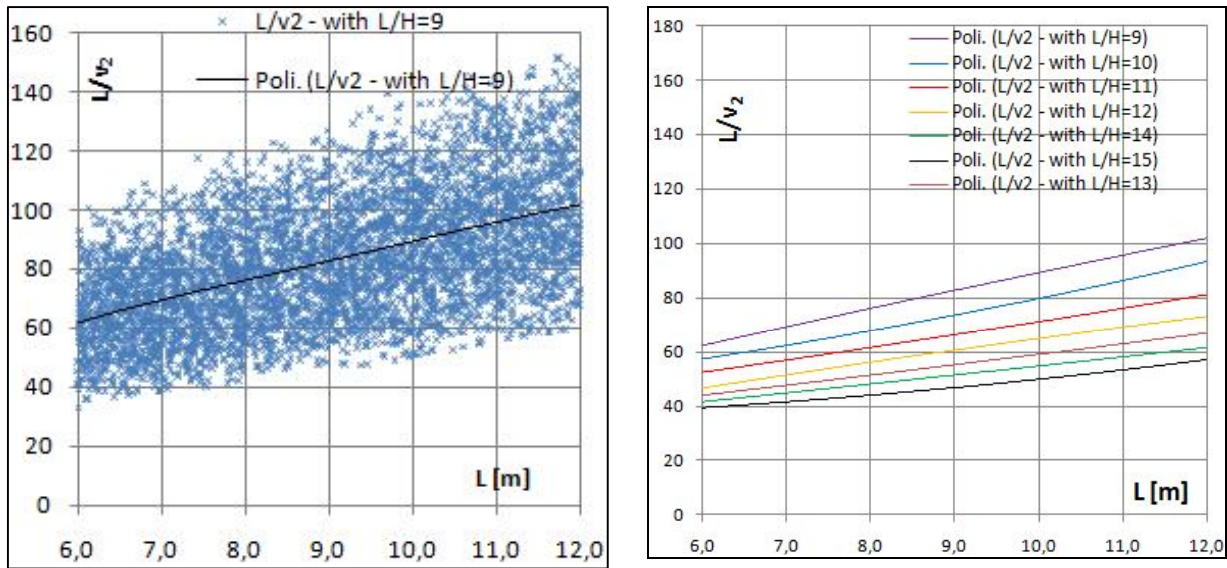 L/v2 - with L/H=9
Poli. (L/v2 - with L/H=9)
L/v₂
160
140
120
100
80
60
40
20
0
L [m]
6,0 7,0 8,0 9,0 10,0 11,0 12,0
Poli. (L/v2 - with L/H=9)
Poli. (L/v2 - with L/H=10)
Poli. (L/v2 - with L/H=11)
Poli. (L/v2 - with L/H=12)
Poli. (L/v2 - with L/H=14)
Poli. (L/v2 - with L/H=15)
Poli. (L/v2 - with L/H=13)
L/v₂
180
160
140
120
100
80
60
40
20
0
L [m]
6,0 7,0 8,0 9,0 10,0 11,0 12,0